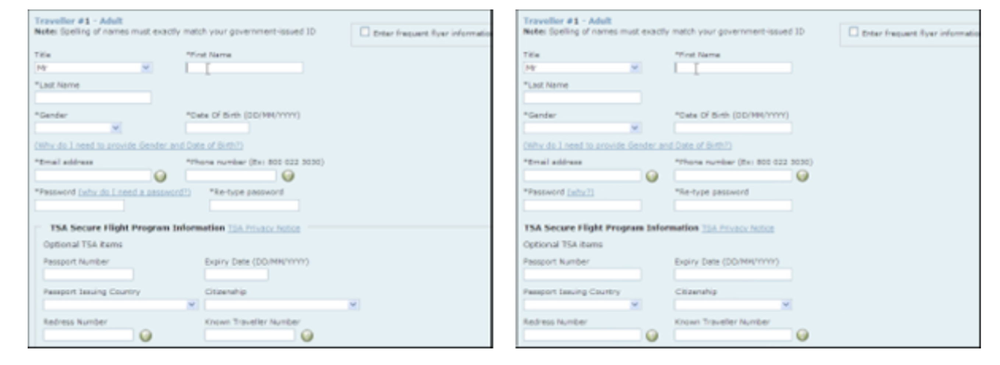 Traveller #1 - Adult
Note: Spelling of names must exactly match your government-issued ID
Enter frequent flyer informatio
Title
*First Name
Mr
*Last Name
*Gender
*Date Of Birth (DD/MM/YYYY)
(Why do I need to provide Gender and Date of Birth?)
*Email address
*Phone number (Ex: 800 022 3030)
*Password (why do I need a password?)
*Re-type password
TSA Secure Flight Program Information TSA Privacy Notice
Optional TSA items
Passport Number
Expiry Date (DD/MM/YYYY)
Passport Issuing Country
Citizenship
Redress Number
Known Traveller Number
Traveller #1 - Adult
Note: Spelling of names must exactly match your government-issued ID
Enter frequent flyer informatio
Title
*First Name
Mr
*Last Name
*Gender
*Date Of Birth (DD/MM/YYYY)
(Why do I need to provide Gender and Date of Birth?)
*Email address
*Phone number (Ex: 800 022 3030)
*Password (why?)
*Re-type password
TSA Secure Flight Program Information TSA Privacy Notice
Optional TSA items
Passport Number
Expiry Date (DD/MM/YYYY)
Passport Issuing Country
Citizenship
Redress Number
Known Traveller Number